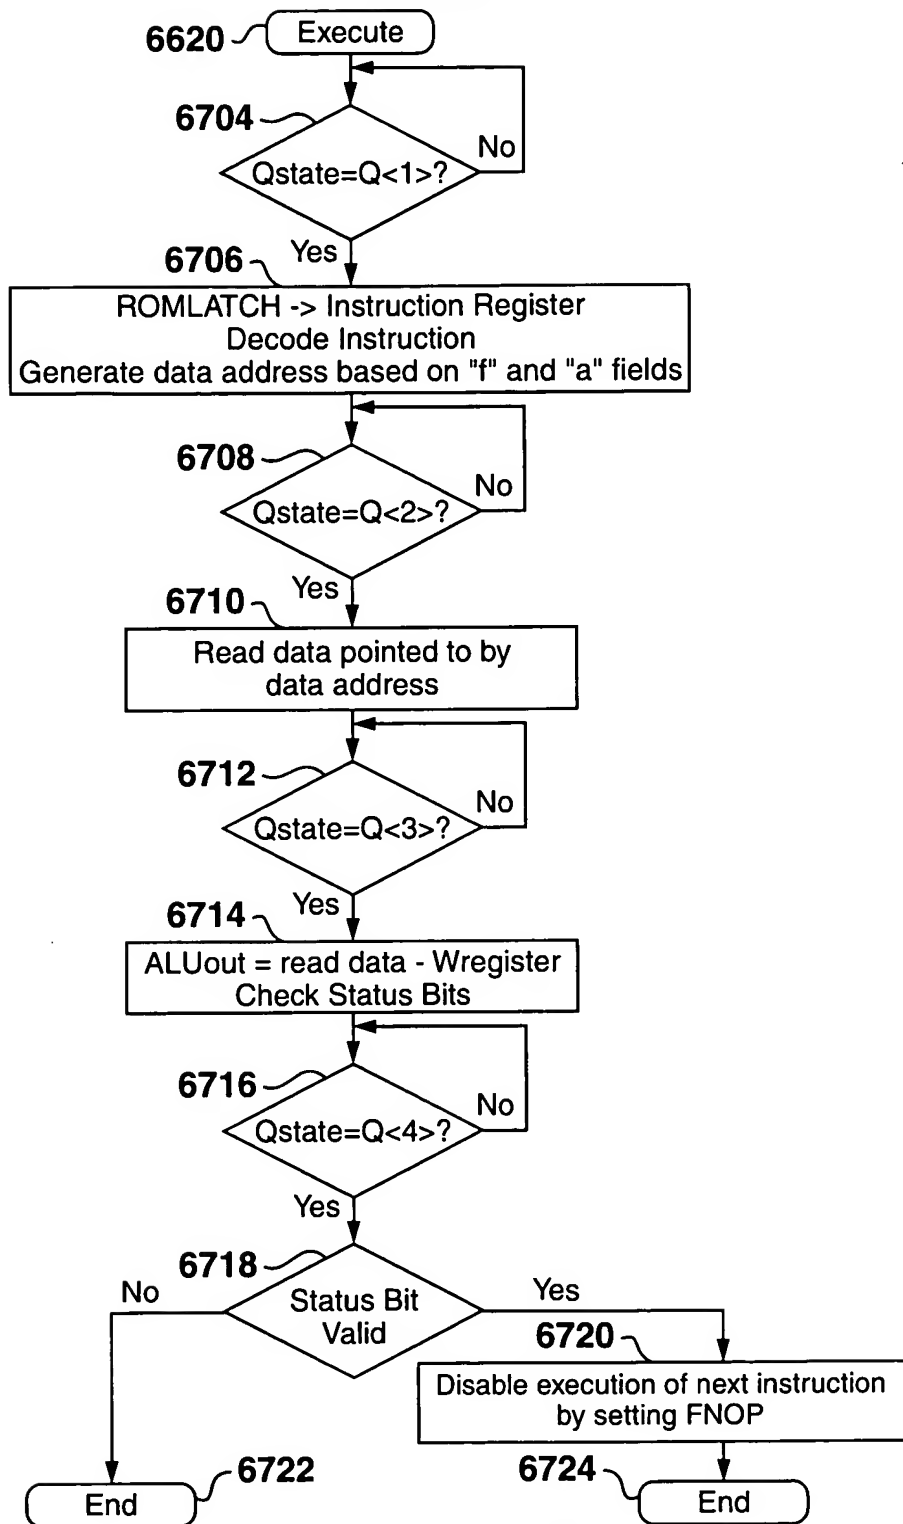 6620
Execute
6704
No
Qstate=Q<1>?
Yes
6706
ROMLATCH -> Instruction Register
Decode Instruction
Generate data address based on "f" and "a" fields
6708
No
Qstate=Q<2>?
Yes
6710
Read data pointed to by
data address
6712
No
Qstate=Q<3>?
Yes
6714
ALUout = read data - Wregister
Check Status Bits
6716
No
Qstate=Q<4>?
Yes
6718
No
Yes
Status Bit
Valid
6720
Disable execution of next instruction
by setting FNOP
6722
6724
End
End